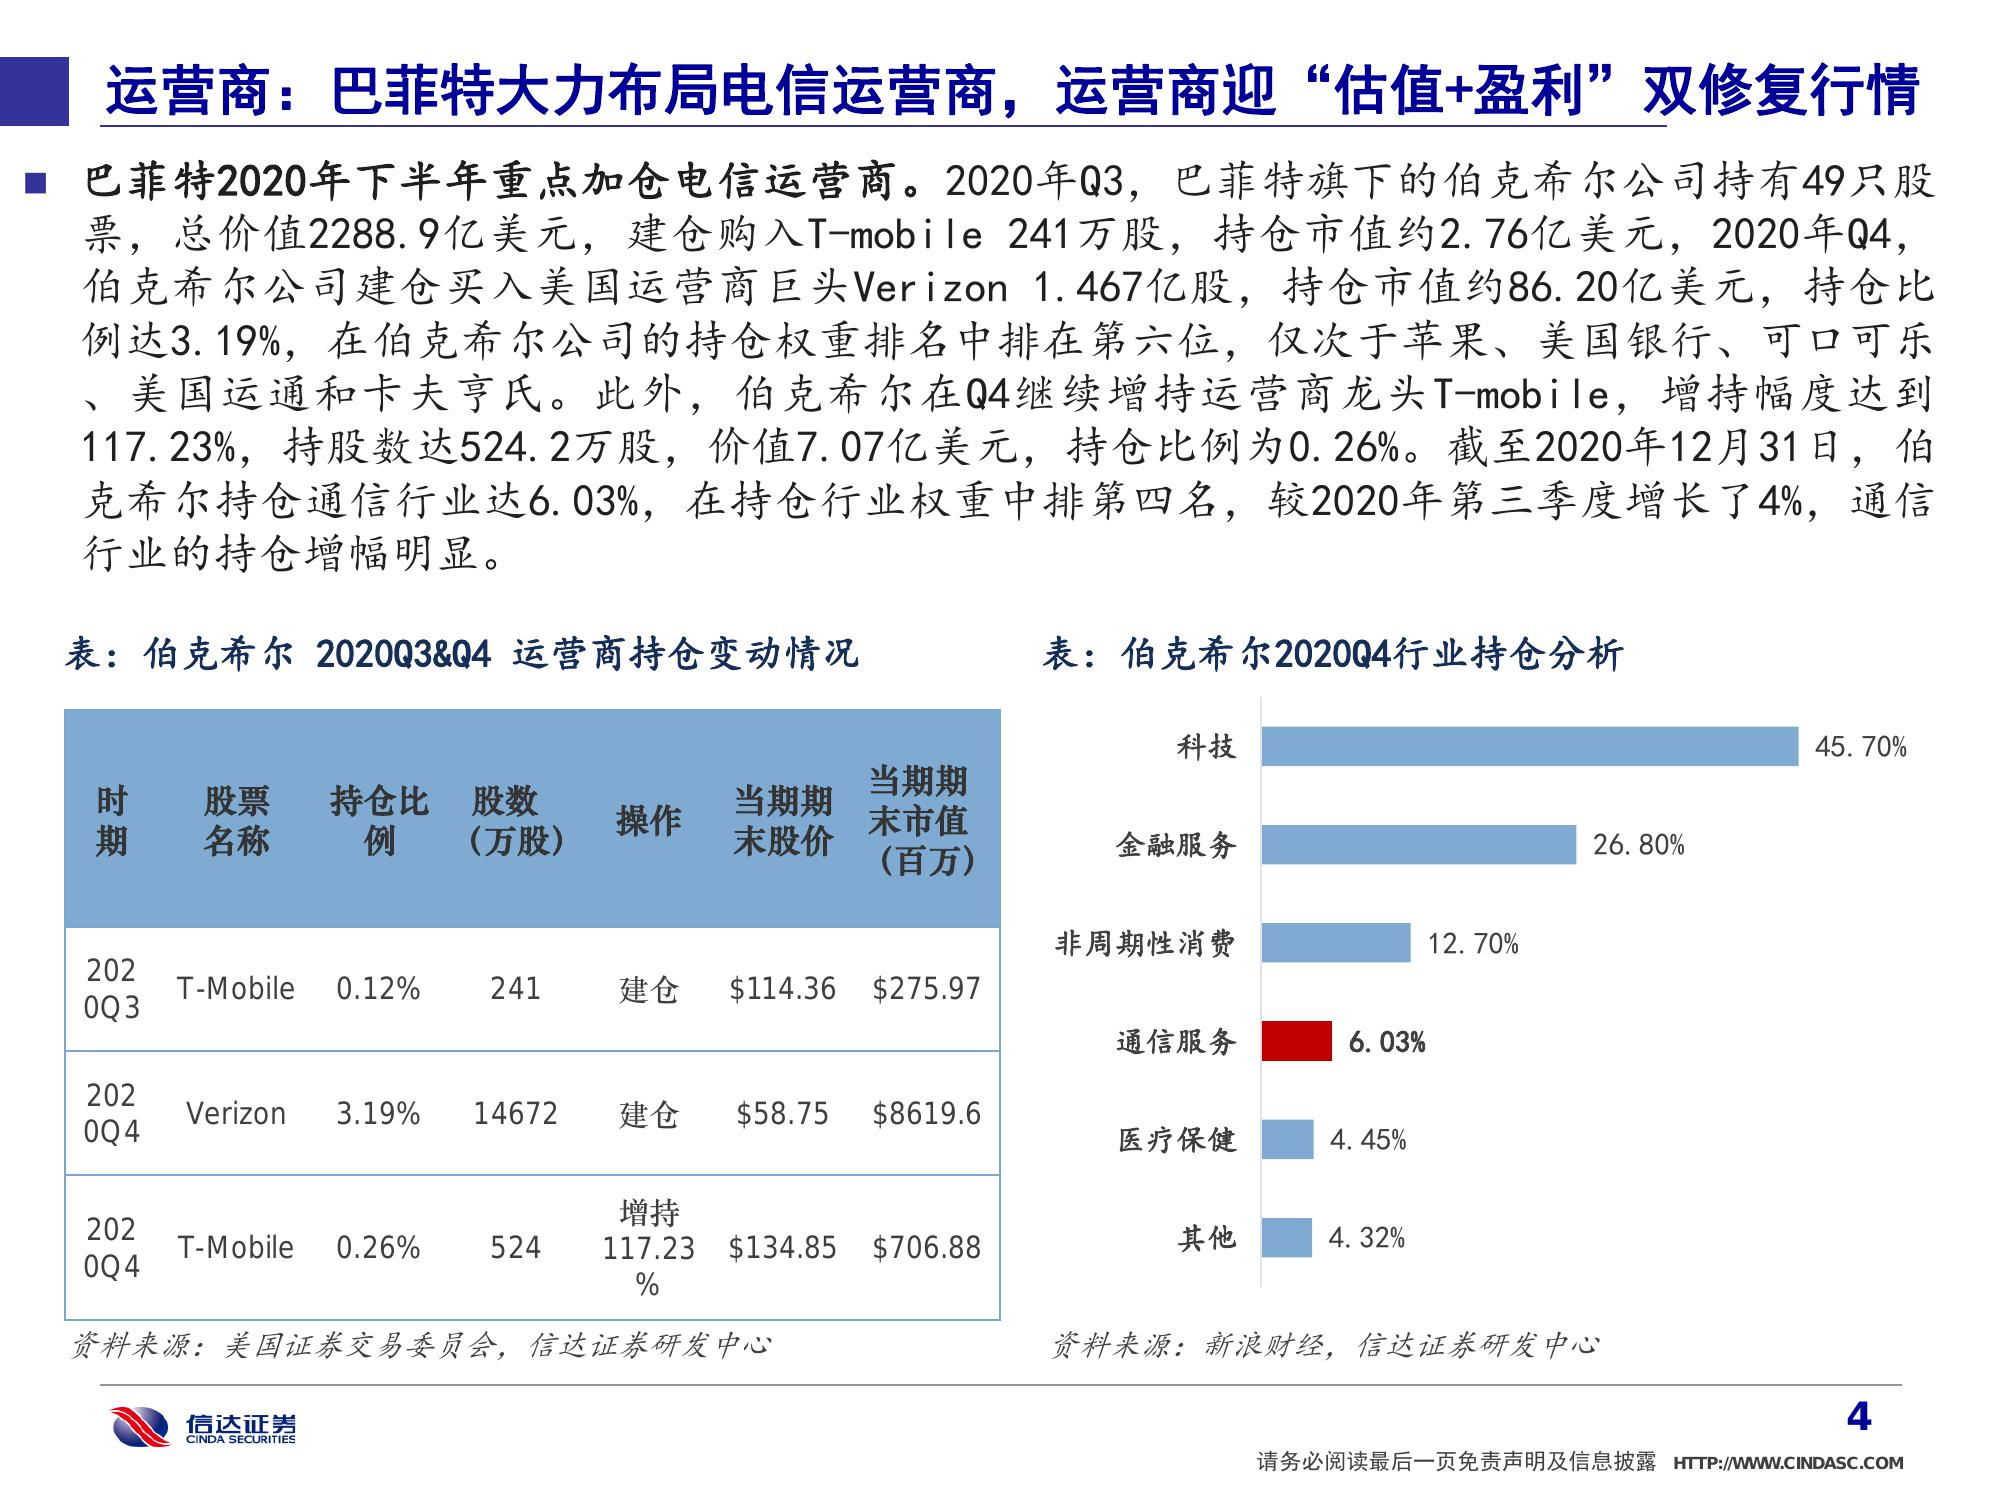 运营商：巴菲特大力布局电信运营商，运营商迎“估值+盈利”双修复行情
■ 巴菲特2020年下半年重点加仓电信运营商。2020年Q3，巴菲特旗下的伯克希尔公司持有49只股
票，总价值2288.9亿美元，建仓购入T-mobile 241万股，持仓市值约2.76亿美元，2020年Q4，
伯克希尔公司建仓买入美国运营商巨头Verizon 1.467亿股，持仓市值约86.20亿美元，持仓比
例达3.19%，在伯克希尔公司的持仓权重排名中排在第六位，仅次于苹果、美国银行、可口可乐
、美国运通和卡夫亨氏。此外，伯克希尔在Q4继续增持运营商龙头T-mobile，增持幅度达到
117.23%，持股数达524.2万股，价值7.07亿美元，持仓比例为0.26%。截至2020年12月31日，伯
克希尔持仓通信行业达6.03%，在持仓行业权重中排第四名，较2020年第三季度增长了4%，通信
行业的持仓增幅明显。
表：伯克希尔 2020Q3&Q4 运营商持仓变动情况
时期 股票名称 持仓比例 股数（万股） 操作 当期期末股价 当期期末市值（百万）
2020Q3 T-Mobile 0.12% 241 建仓 $114.36 $275.97
2020Q4 Verizon 3.19% 14672 建仓 $58.75 $8619.6
2020Q4 T-Mobile 0.26% 524 增持117.23% $134.85 $706.88
资料来源：美国证券交易委员会，信达证券研发中心
表：伯克希尔2020Q4行业持仓分析
科技 45.70%
金融服务 26.80%
非周期性消费 12.70%
通信服务 6.03%
医疗保健 4.45%
其他 4.32%
资料来源：新浪财经，信达证券研发中心
信达证券
CINDA SECURITIES
4
请务必阅读最后一页免责声明及信息披露 HTTP://WWW.CINDASC.COM